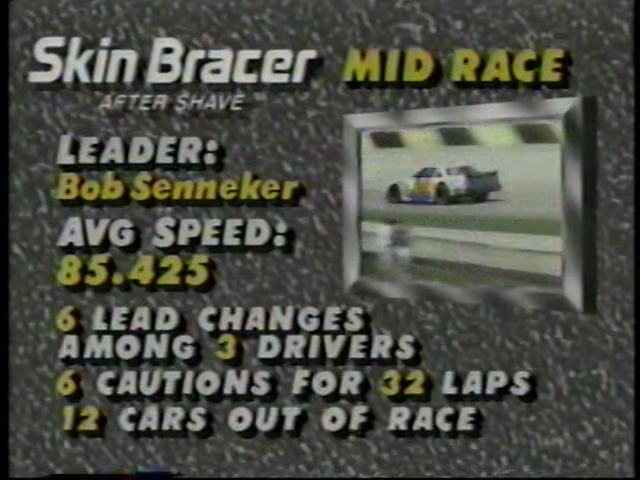 Skin Bracer MID RACE
AFTER SHAVE
LEADER:
Bob Senneker
AVG SPEED:
85.425
6 LEAD CHANGES
AMONG 3 DRIVERS
6 CAUTIONS FOR 32 LAPS
12 CARS OUT OF RACE